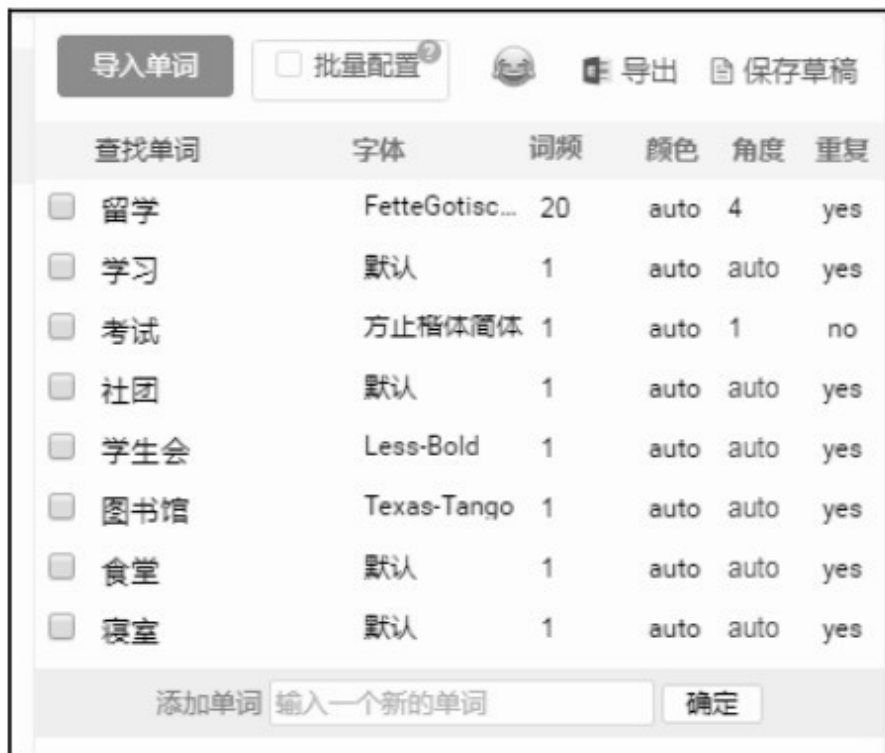 导入单词 批量配置 ? 导出 保存草稿
查找单词 字体 词频 颜色 角度 重复
留学 FetteGotisc... 20 auto 4 yes
学习 默认 1 auto auto yes
考试 方正楷体简体 1 auto 1 no
社团 默认 1 auto auto yes
学生会 Less-Bold 1 auto auto yes
图书馆 Texas-Tango 1 auto auto yes
食堂 默认 1 auto auto yes
寝室 默认 1 auto auto yes
添加单词 输入一个新的单词 确定